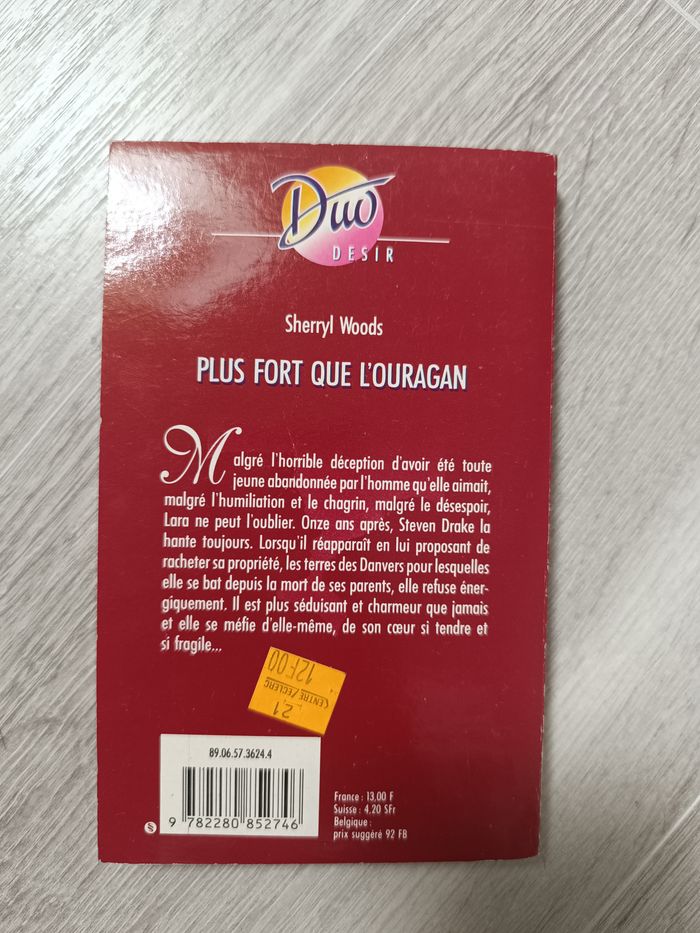 Duo
DESIR
Sherryl Woods
PLUS FORT QUE L'OURAGAN
Malgré l'horrible déception d'avoir été toute
jeune abandonnée par l'homme qu'elle aimait,
malgré l'humiliation et le chagrin, malgré le désespoir,
Lara ne peut l'oublier. Onze ans après, Steven Drake la
hante toujours. Lorsqu'il réapparaît en lui proposant de
racheter sa propriété, les terres des Danvers pour lesquelles
elle se bat depuis la mort de ses parents, elle refuse éner-
giquement. Il est plus séduisant et charmeur que jamais
et elle se méfie d'elle-même, de son cœur si tendre et
si fragile...
21
CENTRE/ECLERC
12F00
89.06.57.3624.4
9 782280 852746
France : 13,00 F
Suisse : 4.20 SFr
Belgique :
prix suggéré 92 FB